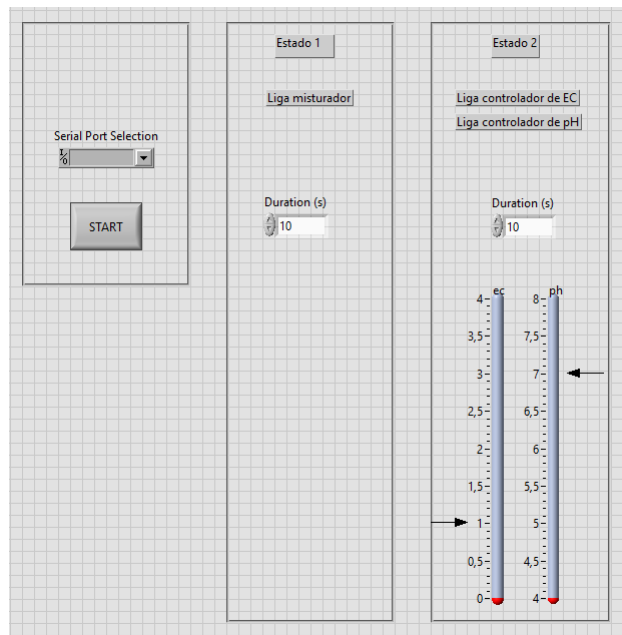 Serial Port Selection
I/0
START
Estado 1
Liga misturador
Duration (s)
10
Estado 2
Liga controlador de EC
Liga controlador de pH
Duration (s)
10
ec
4
3,5
3
2,5
2
1,5
1
0,5
0
ph
8
7,5
7
6,5
6
5,5
5
4,5
4